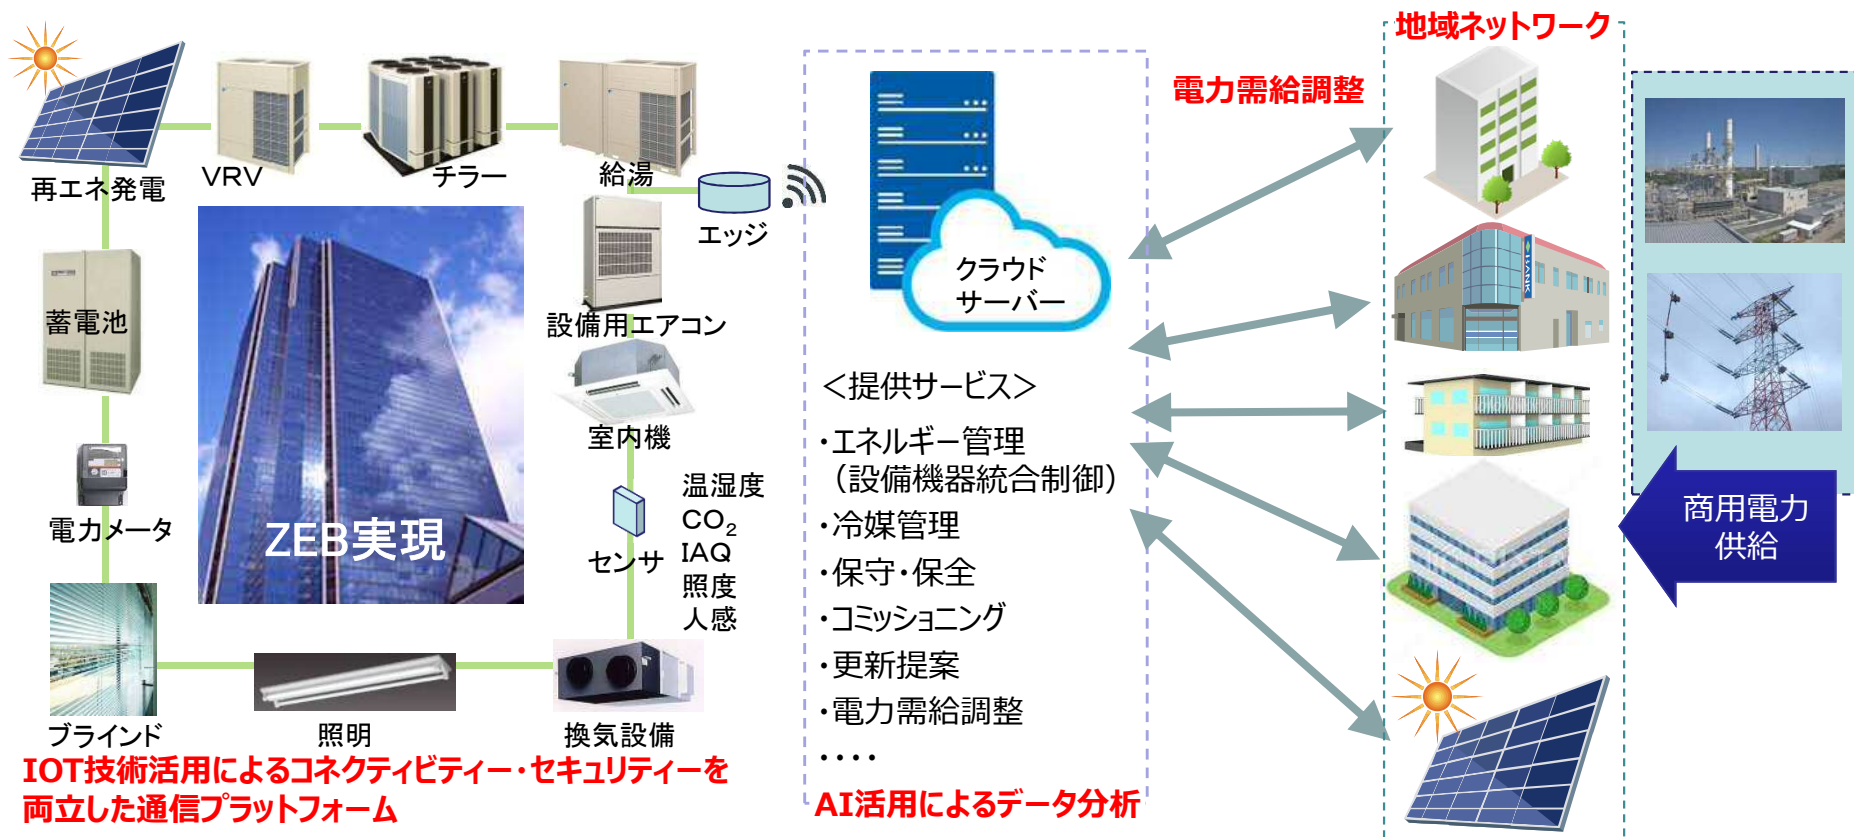 地域ネットワーク
電力需給調整
再エネ発電
VRV
チラー
給湯
エッジ
蓄電池
設備用エアコン
室内機
電力メータ
ZEB実現
センサ
温湿度
CO₂
IAQ
照度
人感
ブラインド
照明
換気設備
IOT技術活用によるコネクティビティー・セキュリティーを
両立した通信プラットフォーム
クラウド
サーバー
＜提供サービス＞
・エネルギー管理
（設備機器統合制御）
・冷媒管理
・保守・保全
・コミッショニング
・更新提案
・電力需給調整
・・・・
AI活用によるデータ分析
BANK
商用電力
供給